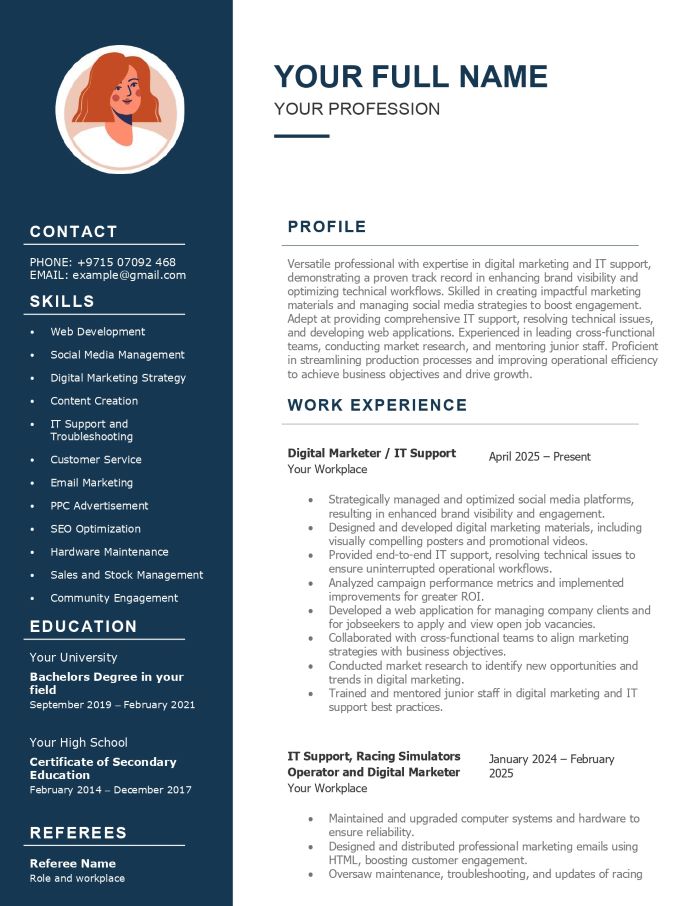 YOUR FULL NAME
YOUR PROFESSION
CONTACT
PHONE: +9715 07092 468
EMAIL: example@gmail.com
SKILLS
• Web Development
• Social Media Management
• Digital Marketing Strategy
• Content Creation
• IT Support and
Troubleshooting
• Customer Service
• Email Marketing
• PPC Advertisement
• SEO Optimization
• Hardware Maintenance
• Sales and Stock Management
• Community Engagement
EDUCATION
Your University
Bachelors Degree in your
field
September 2019 – February 2021
Your High School
Certificate of Secondary
Education
February 2014 – December 2017
REFEREES
Referee Name
Role and workplace
PROFILE
Versatile professional with expertise in digital marketing and IT support,
demonstrating a proven track record in enhancing brand visibility and
optimizing technical workflows. Skilled in creating impactful marketing
materials and managing social media strategies to boost engagement.
Adept at providing comprehensive IT support, resolving technical issues,
and developing web applications. Experienced in leading cross-functional
teams, conducting market research, and mentoring junior staff. Proficient
in streamlining production processes and improving operational efficiency
to achieve business objectives and drive growth.
WORK EXPERIENCE
Digital Marketer / IT Support
April 2025 – Present
Your Workplace
• Strategically managed and optimized social media platforms,
resulting in enhanced brand visibility and engagement.
• Designed and developed digital marketing materials, including
visually compelling posters and promotional videos.
• Provided end-to-end IT support, resolving technical issues to
ensure uninterrupted operational workflows.
• Analyzed campaign performance metrics and implemented
improvements for greater ROI.
• Developed a web application for managing company clients and
for jobseekers to apply and view open job vacancies.
• Collaborated with cross-functional teams to align marketing
strategies with business objectives.
• Conducted market research to identify new opportunities and
trends in digital marketing.
• Trained and mentored junior staff in digital marketing and IT
support best practices.
IT Support, Racing Simulators
Operator and Digital Marketer
January 2024 – February
2025
Your Workplace
• Maintained and upgraded computer systems and hardware to
ensure reliability.
• Designed and distributed professional marketing emails using
HTML, boosting customer engagement.
• Oversaw maintenance, troubleshooting, and updates of racing